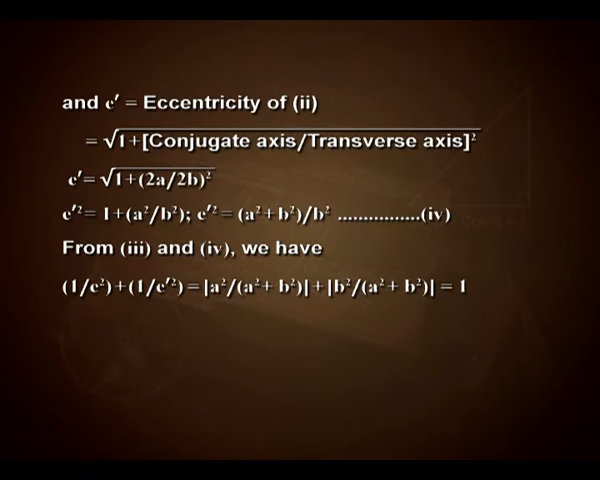 and e′ = Eccentricity of (ii)
= √1+[Conjugate axis/Transverse axis]²
e′= √1+(2a/2b)²
e′²= 1+(a²/b²); e′²= (a²+b²)/b² ................(iv)
From (iii) and (iv), we have
(1/e²)+(1/e′²) = |a²/(a²+ b²)|+|b²/(a²+ b²)| = 1